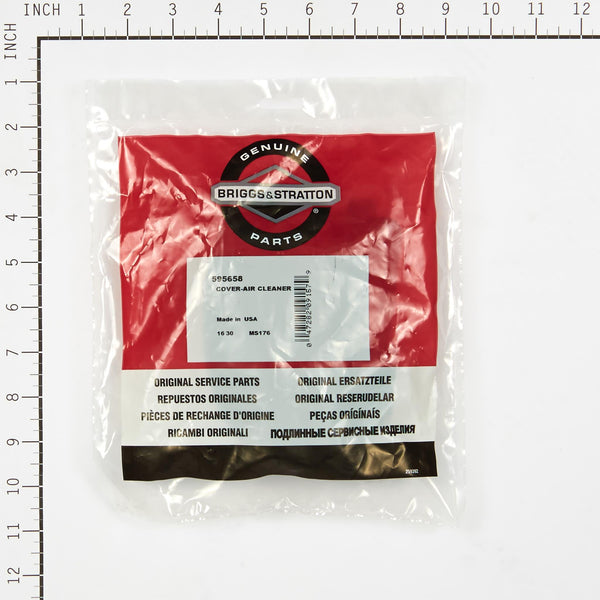 INCH 1 2 3 4 5 6 7 8 9 10 11 12
INCH
1
2
3
4
5
6
7
8
9
10
11
12
GENUINE
BRIGGS&STRATTON
®
PARTS
595658
COVER-AIR CLEANER
Made in USA
16 30 MS176
ORIGINAL SERVICE PARTS ORIGINAL ERSATZTEILE
REPUESTOS ORIGINALES ORIGINAL RESERUDELAR
PIÈCES DE RECHANGE D'ORIGINE PEÇAS ORIGÍNAIS
RICAMBI ORIGINALI ПОДЛИННЫЕ СЕРВИСНЫЕ ИЗДЕЛИЯ